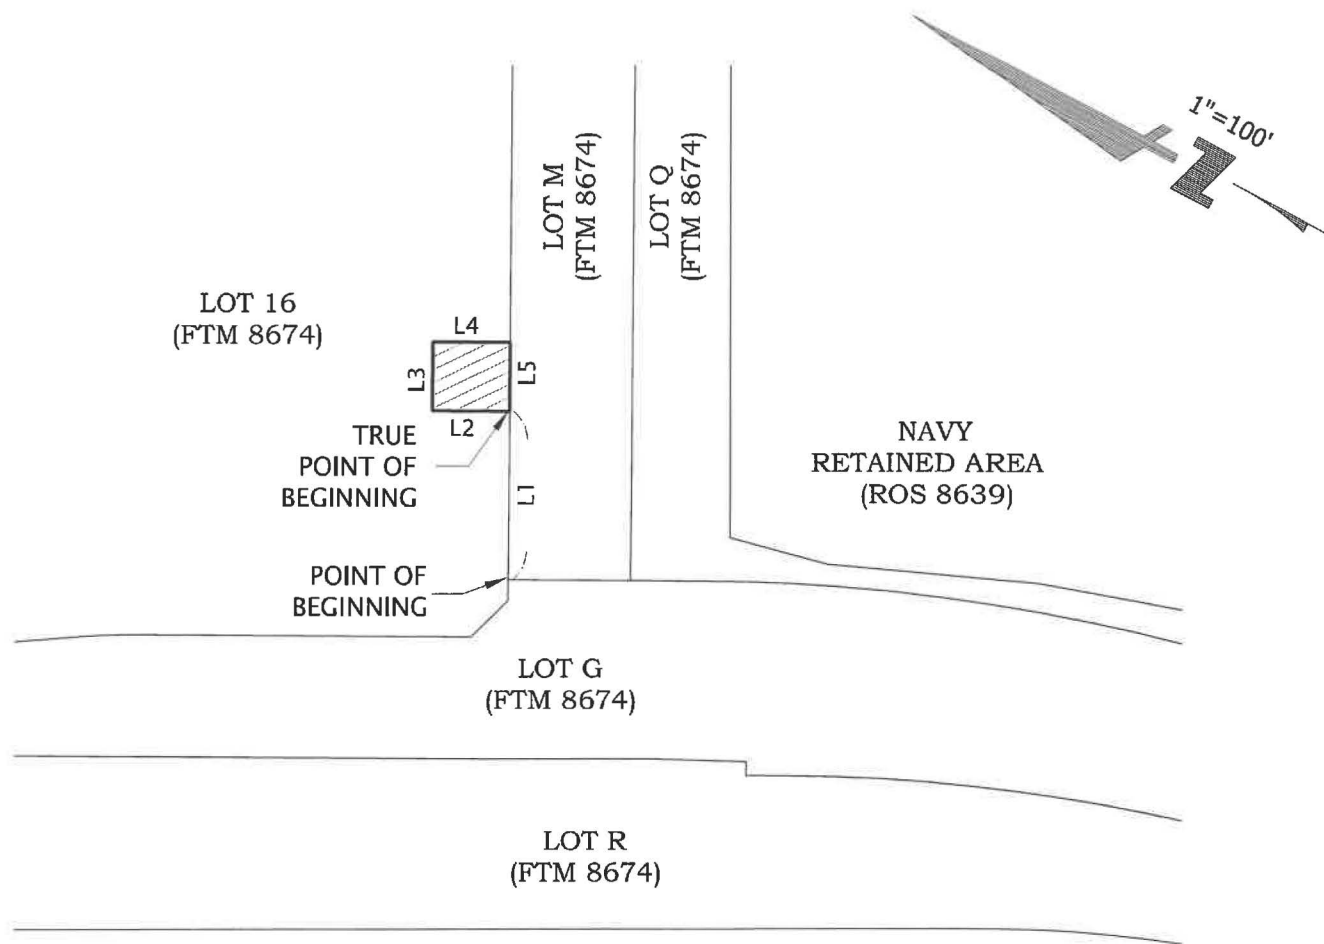 1"=100'
N
LOT M
(FTM 8674)
LOT Q
(FTM 8674)
LOT 16
(FTM 8674)
L4
L3
L5
L2
TRUE
POINT OF
BEGINNING
L1
NAVY
RETAINED AREA
(ROS 8639)
POINT OF
BEGINNING
LOT G
(FTM 8674)
LOT R
(FTM 8674)